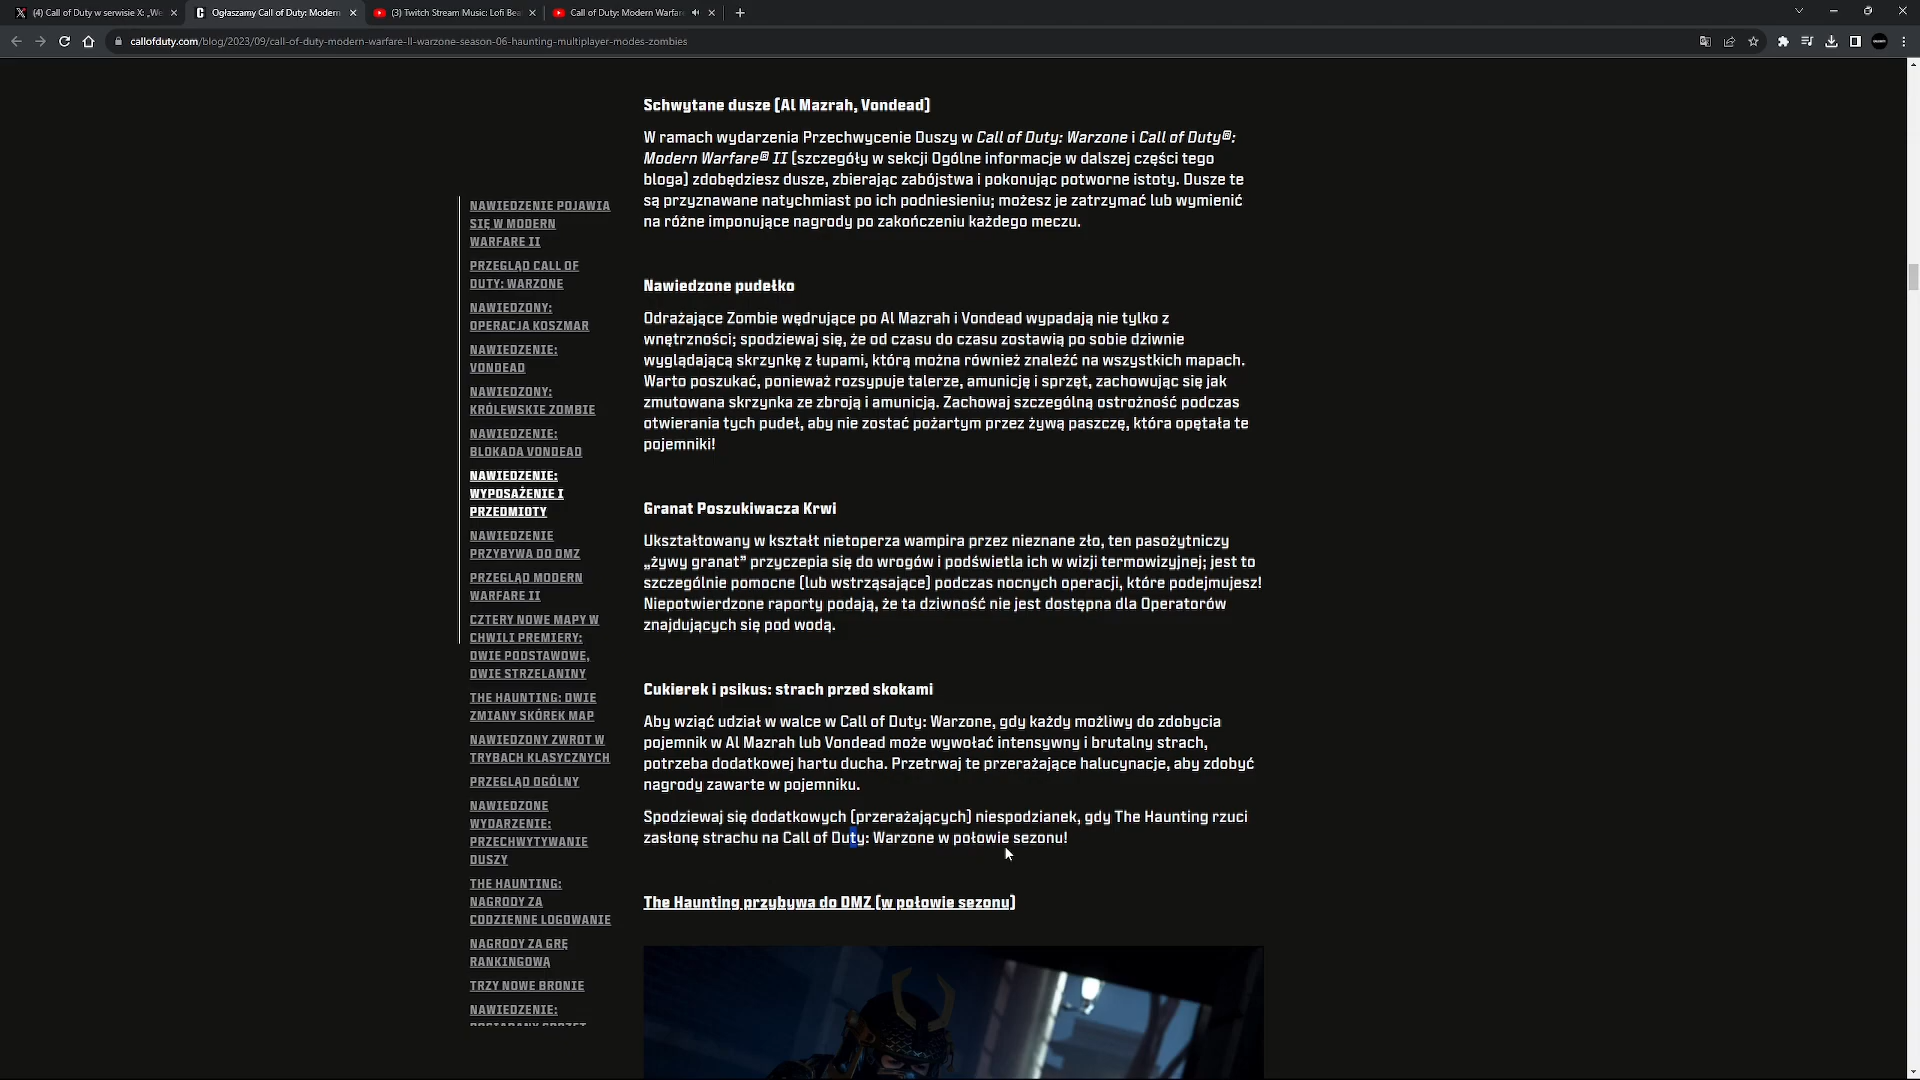 (4) Call of Duty w serwisie X: „We
Ogłaszamy Call of Duty: Modern
(3) Twitch Stream Music: Lofi Bea
Call of Duty: Modern Warfare
callofduty.com/blog/2023/09/call-of-duty-modern-warfare-II-warzone-season-06-haunting-multiplayer-modes-zombies
NAWIEDZENIE POJAWIA
SIĘ W MODERN
WARFARE II
PRZEGLĄD CALL OF
DUTY: WARZONE
NAWIEDZONY:
OPERACJA KOSZMAR
NAWIEDZENIE:
VONDEAD
NAWIEDZONY:
KRÓLEWSKIE ZOMBIE
NAWIEDZENIE:
BLOKADA VONDEAD
NAWIEDZENIE:
WYPOSAŻENIE I
PRZEDMIOTY
NAWIEDZENIE
PRZYBYWA DO DMZ
PRZEGLĄD MODERN
WARFARE II
CZTERY NOWE MAPY W
CHWILI PREMIERY:
DWIE PODSTAWOWE,
DWIE STRZELANINY
THE HAUNTING: DWIE
ZMIANY SKÓREK MAP
NAWIEDZONY ZWROT W
TRYBACH KLASYCZNYCH
PRZEGLĄD OGÓLNY
NAWIEDZONE
WYDARZENIE:
PRZECHWYTYWANIE
DUSZY
THE HAUNTING:
NAGRODY ZA
CODZIENNE LOGOWANIE
NAGRODY ZA GRĘ
RANKINGOWĄ
TRZY NOWE BRONIE
NAWIEDZENIE:
Schwytane dusze (Al Mazrah, Vondead)
W ramach wydarzenia Przechwycenie Duszy w Call of Duty: Warzone i Call of Duty®:
Modern Warfare® II (szczegóły w sekcji Ogólne informacje w dalszej części tego
bloga) zdobędziesz dusze, zbierając zabójstwa i pokonując potworne istoty. Dusze te
są przyznawane natychmiast po ich podniesieniu; możesz je zatrzymać lub wymienić
na różne imponujące nagrody po zakończeniu każdego meczu.
Nawiedzone pudełko
Odrażające Zombie wędrujące po Al Mazrah i Vondead wypadają nie tylko z
wnętrzności; spodziewaj się, że od czasu do czasu zostawią po sobie dziwnie
wyglądającą skrzynkę z łupami, którą można również znaleźć na wszystkich mapach.
Warto poszukać, ponieważ rozsypuje talerze, amunicję i sprzęt, zachowując się jak
zmutowana skrzynka ze zbroją i amunicją. Zachowaj szczególną ostrożność podczas
otwierania tych pudeł, aby nie zostać pożartym przez żywą paszczę, która opętała te
pojemniki!
Granat Poszukiwacza Krwi
Ukształtowany w kształt nietoperza wampira przez nieznane zło, ten pasożytniczy
„żywy granat” przyczepia się do wrogów i podświetla ich w wizji termowizyjnej; jest to
szczególnie pomocne (lub wstrząsające) podczas nocnych operacji, które podejmujesz!
Niepotwierdzone raporty podają, że ta dziwność nie jest dostępna dla Operatorów
znajdujących się pod wodą.
Cukierek i psikus: strach przed skokami
Aby wziąć udział w walce w Call of Duty: Warzone, gdy każdy możliwy do zdobycia
pojemnik w Al Mazrah lub Vondead może wywołać intensywny i brutalny strach,
potrzeba dodatkowej hartu ducha. Przetrwaj te przerażające halucynacje, aby zdobyć
nagrody zawarte w pojemniku.
Spodziewaj się dodatkowych (przerażających) niespodzianek, gdy The Haunting rzuci
zasłonę strachu na Call of Duty: Warzone w połowie sezonu!
The Haunting przybywa do DMZ (w połowie sezonu)